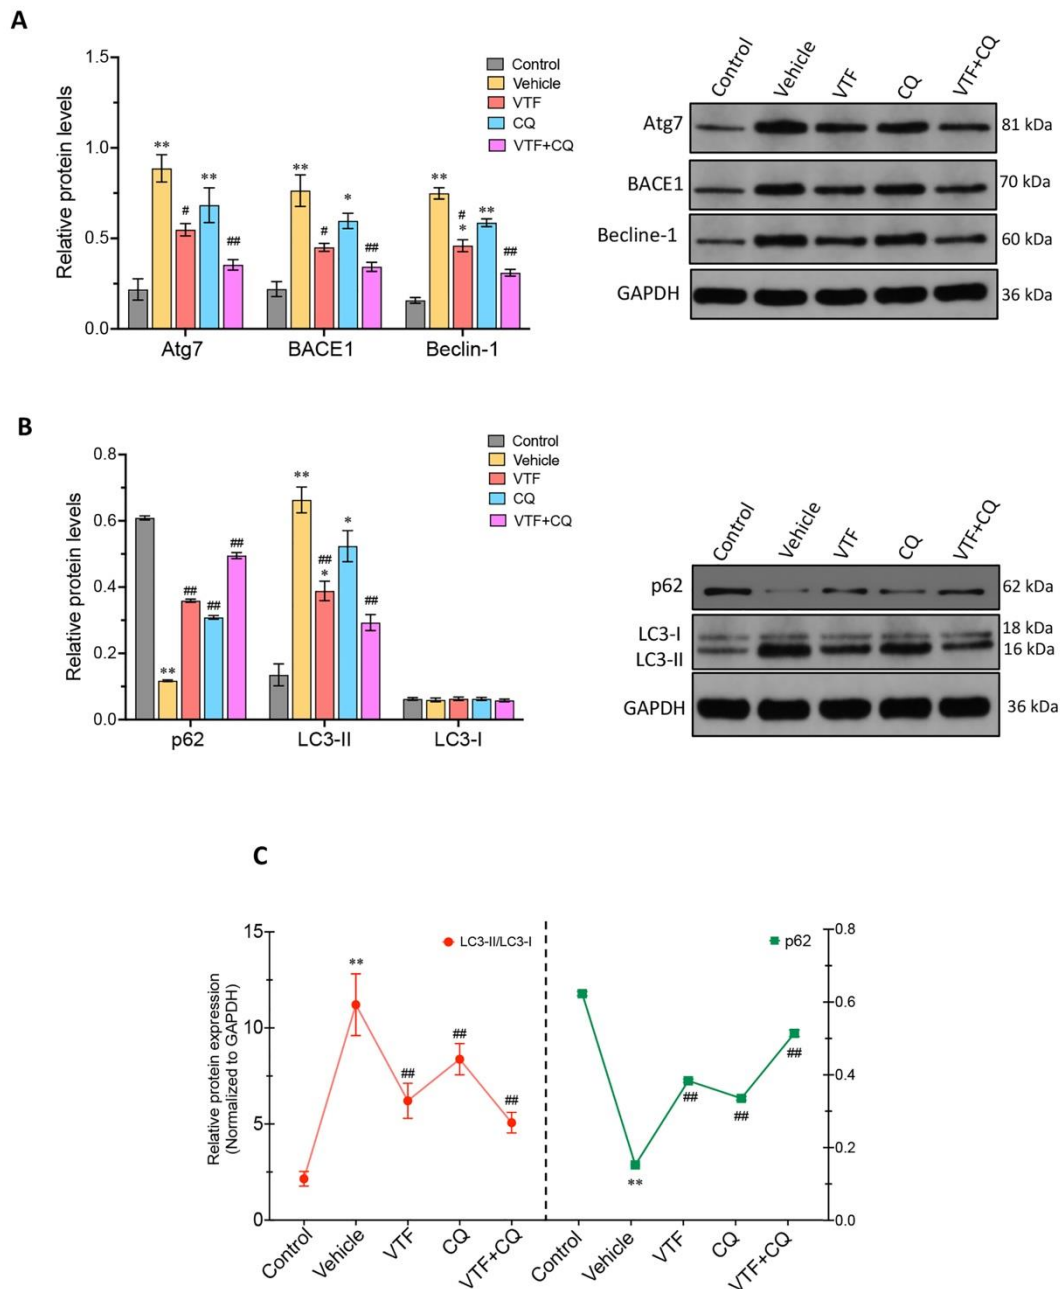 A
1.5
1.0
0.5
0.0
Relative protein levels
Control
Vehicle
VTF
CQ
VTF+CQ
**
#
**
##
**
#
*
##
**
#
*
**
##
Atg7
BACE1
Beclin-1
Control
Vehicle
VTF
CQ
VTF+CQ
Atg7
81 kDa
BACE1
70 kDa
Becline-1
60 kDa
GAPDH
36 kDa
B
0.8
0.6
0.4
0.2
0.0
Relative protein levels
Control
Vehicle
VTF
CQ
VTF+CQ
**
##
##
##
**
##
*
*
##
p62
LC3-II
LC3-I
Control
Vehicle
VTF
CQ
VTF+CQ
p62
62 kDa
LC3-I
18 kDa
LC3-II
16 kDa
GAPDH
36 kDa
C
Relative protein expression
(Normalized to GAPDH)
15
10
5
0
LC3-II/LC3-I
**
##
##
##
Control
Vehicle
VTF
CQ
VTF+CQ
p62
**
##
##
##
0.8
0.6
0.4
0.2
0.0
Control
Vehicle
VTF
CQ
VTF+CQ